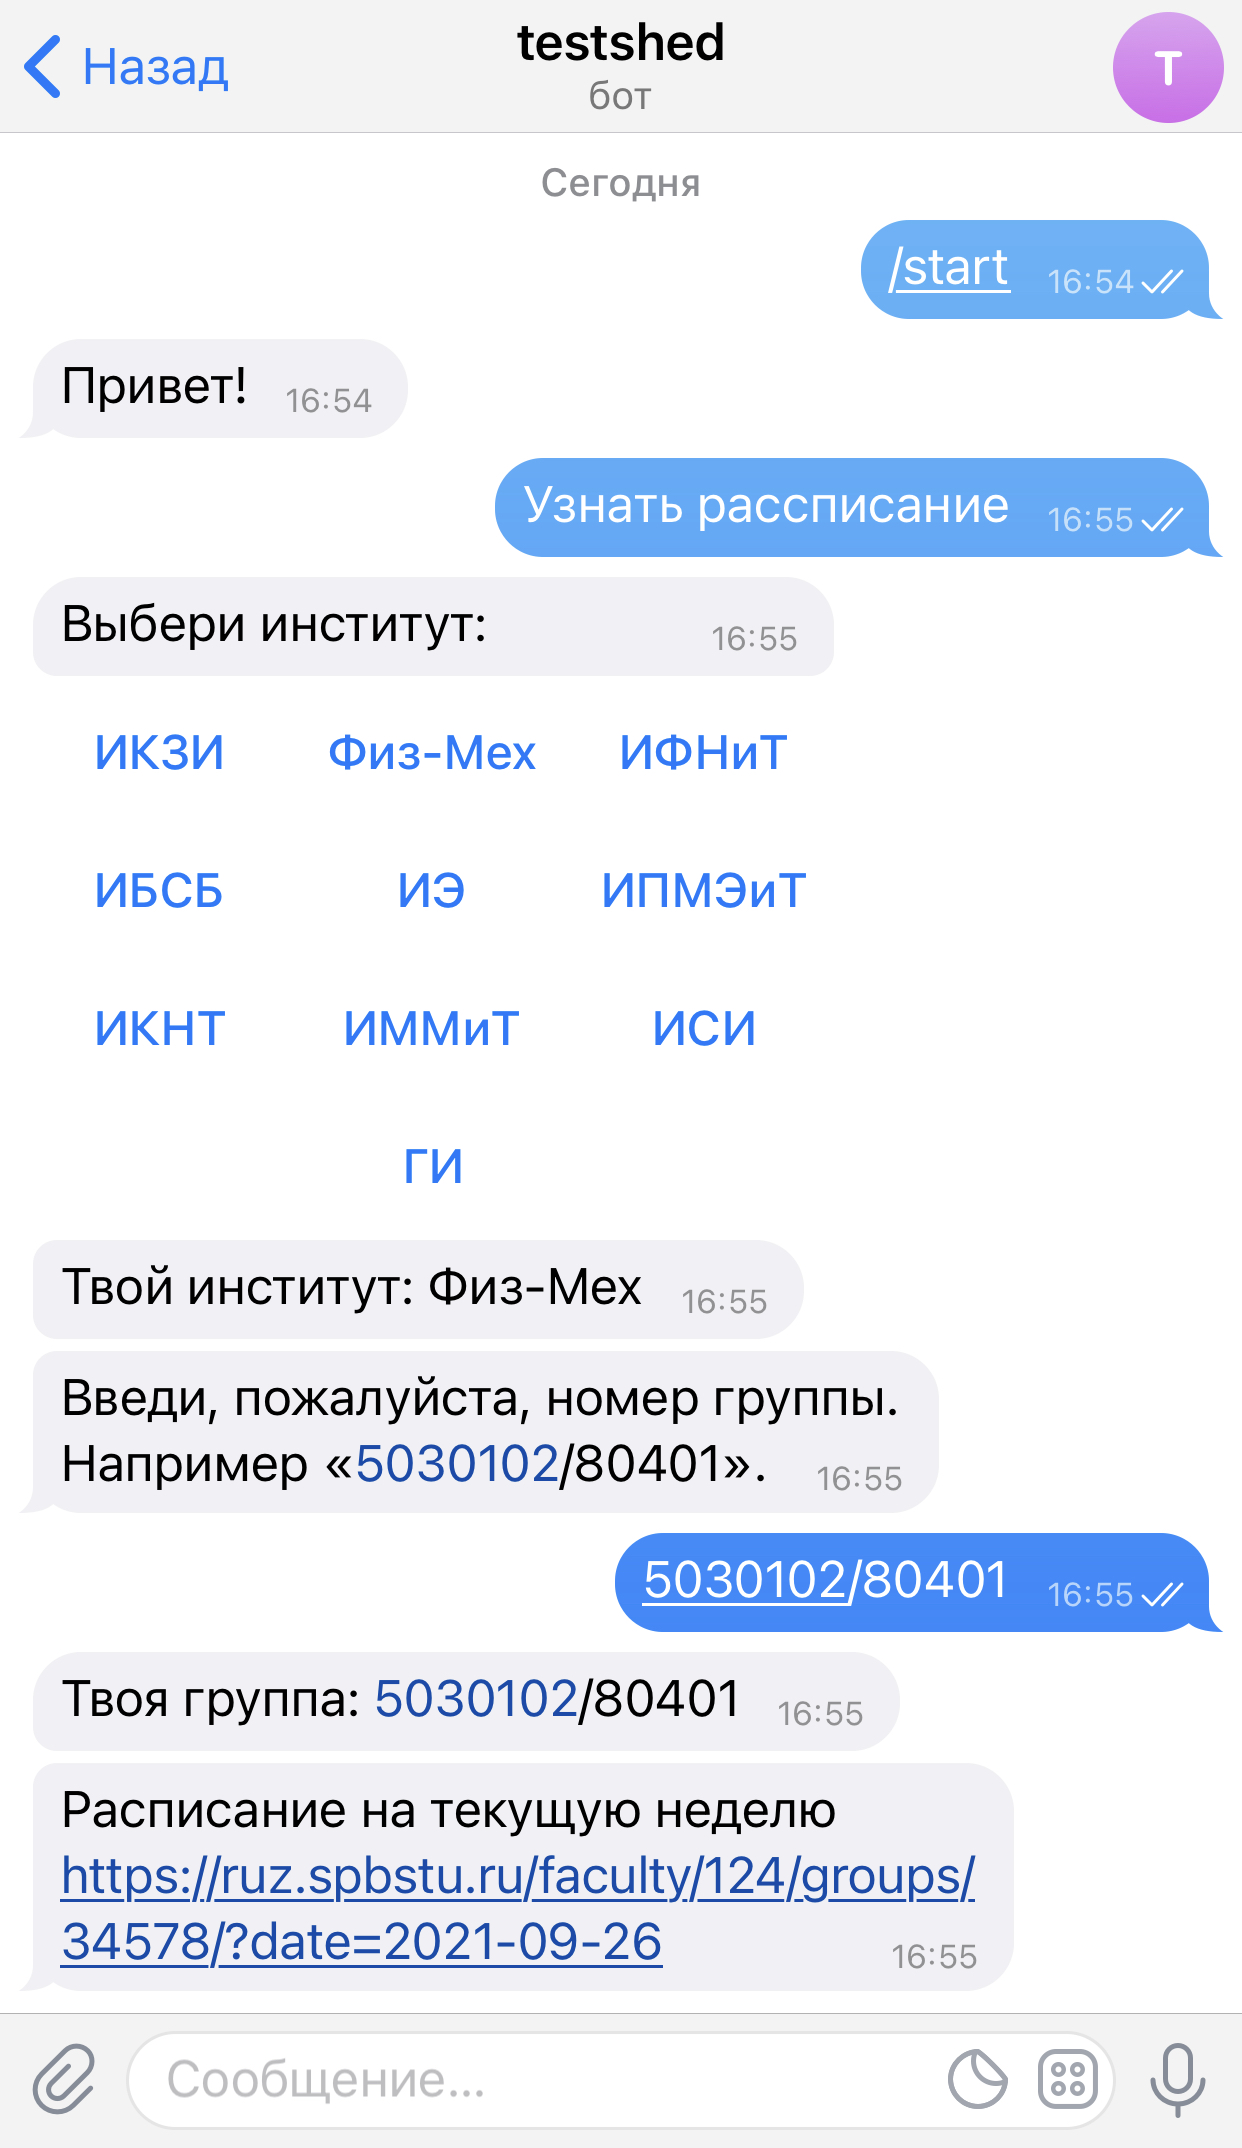 Назад
testshed
бот
T
Сегодня
/start 16:54
Привет! 16:54
Узнать рассписание 16:55
Выбери институт: 16:55
ИКЗИ Физ-Мех ИФНиТ
ИБСБ ИЭ ИПМЭиТ
ИКНТ ИММиТ ИСИ
ГИ
Твой институт: Физ-Мех 16:55
Введи, пожалуйста, номер группы.
Например «5030102/80401». 16:55
5030102/80401 16:55
Твоя группа: 5030102/80401 16:55
Расписание на текущую неделю
https://ruz.spbstu.ru/faculty/124/groups/
34578/?date=2021-09-26 16:55
Сообщение...